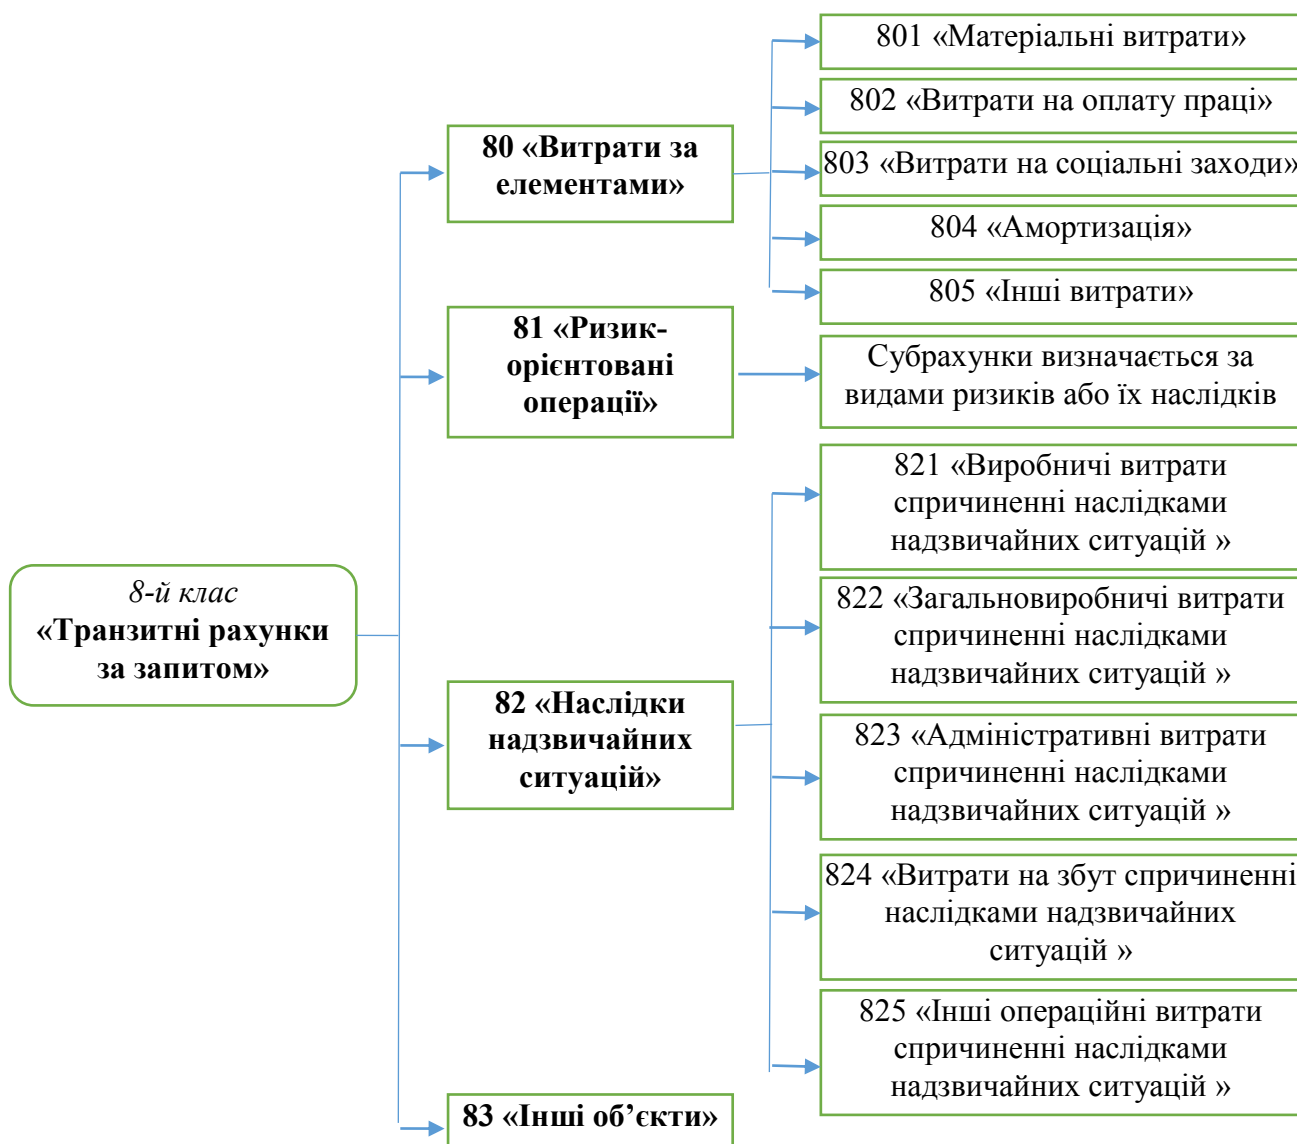 8-й клас
«Транзитні рахунки
за запитом»
80 «Витрати за
елементами»
801 «Матеріальні витрати»
802 «Витрати на оплату праці»
803 «Витрати на соціальні заходи»
804 «Амортизація»
805 «Інші витрати»
81 «Ризик-
орієнтовані
операції»
Субрахунки визначається за
видами ризиків або їх наслідків
82 «Наслідки
надзвичайних
ситуацій»
821 «Виробничі витрати
спричиненні наслідками
надзвичайних ситуацій »
822 «Загальновиробничі витрати
спричиненні наслідками
надзвичайних ситуацій »
823 «Адміністративні витрати
спричиненні наслідками
надзвичайних ситуацій »
824 «Витрати на збут спричиненні
наслідками надзвичайних
ситуацій »
825 «Інші операційні витрати
спричиненні наслідками
надзвичайних ситуацій »
83 «Інші об’єкти»